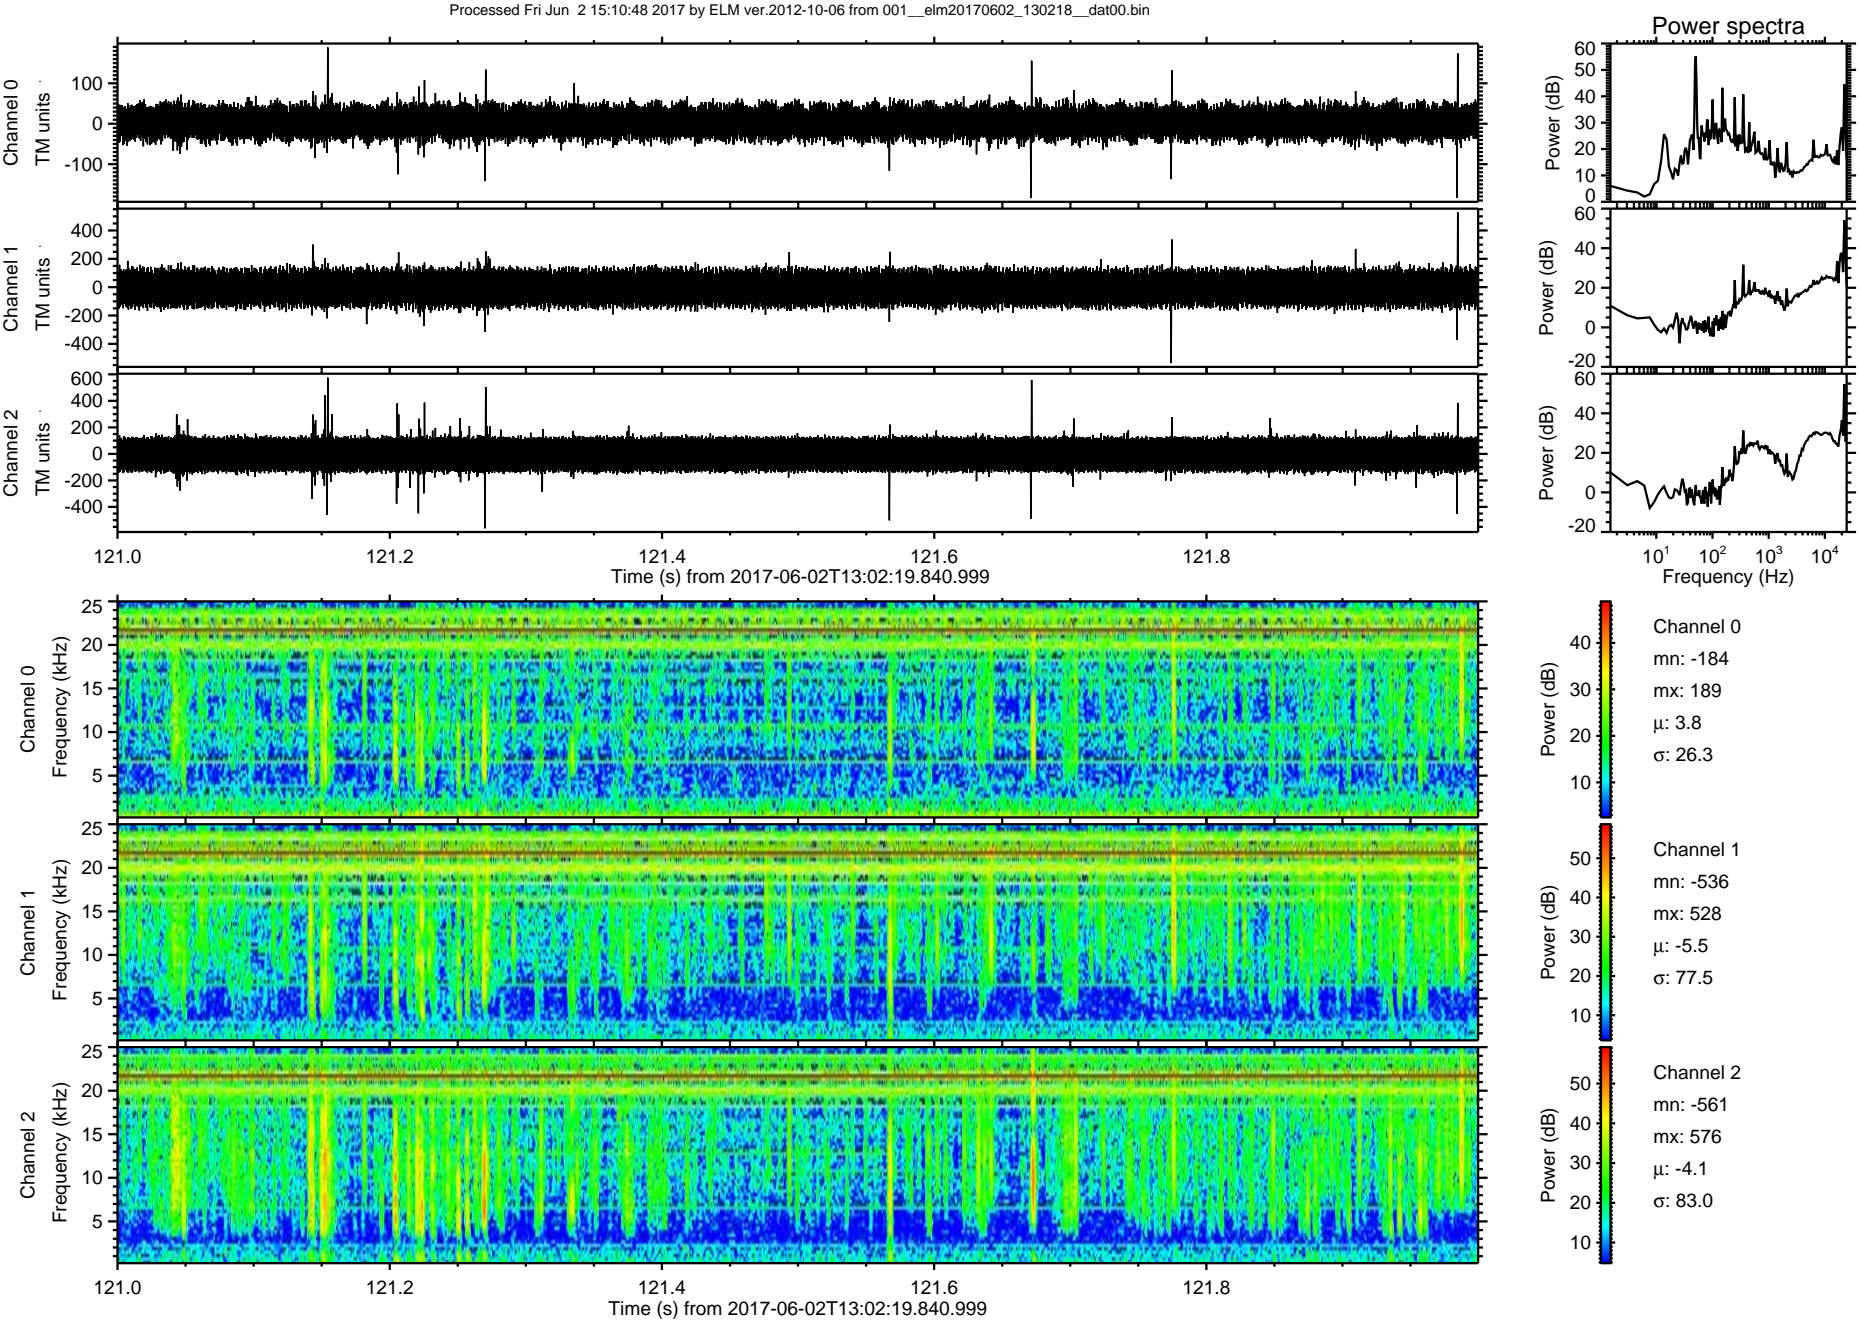 Processed Fri Jun  2 15:10:48 2017 by ELM ver.2012-10-06 from 001__elm20170602_130218__dat00.bin
Power spectra
Channel 0
TM units
100
0
-100
Power (dB)
60
50
40
30
20
10
0
Channel 1
TM units
400
200
0
-200
-400
Power (dB)
60
40
20
0
-20
Channel 2
TM units
600
400
200
0
-200
-400
Power (dB)
60
40
20
0
-20
121.0
121.2
121.4
121.6
121.8
Time (s) from 2017-06-02T13:02:19.840.999
10^1
10^2
10^3
10^4
Frequency (Hz)
Channel 0
Frequency (kHz)
25
20
15
10
5
Power (dB)
40
30
20
10
Channel 0
mn: -184
mx: 189
μ: 3.8
σ: 26.3
Channel 1
Frequency (kHz)
25
20
15
10
5
Power (dB)
50
40
30
20
10
Channel 1
mn: -536
mx: 528
μ: -5.5
σ: 77.5
Channel 2
Frequency (kHz)
25
20
15
10
5
Power (dB)
50
40
30
20
10
Channel 2
mn: -561
mx: 576
μ: -4.1
σ: 83.0
121.0
121.2
121.4
121.6
121.8
Time (s) from 2017-06-02T13:02:19.840.999